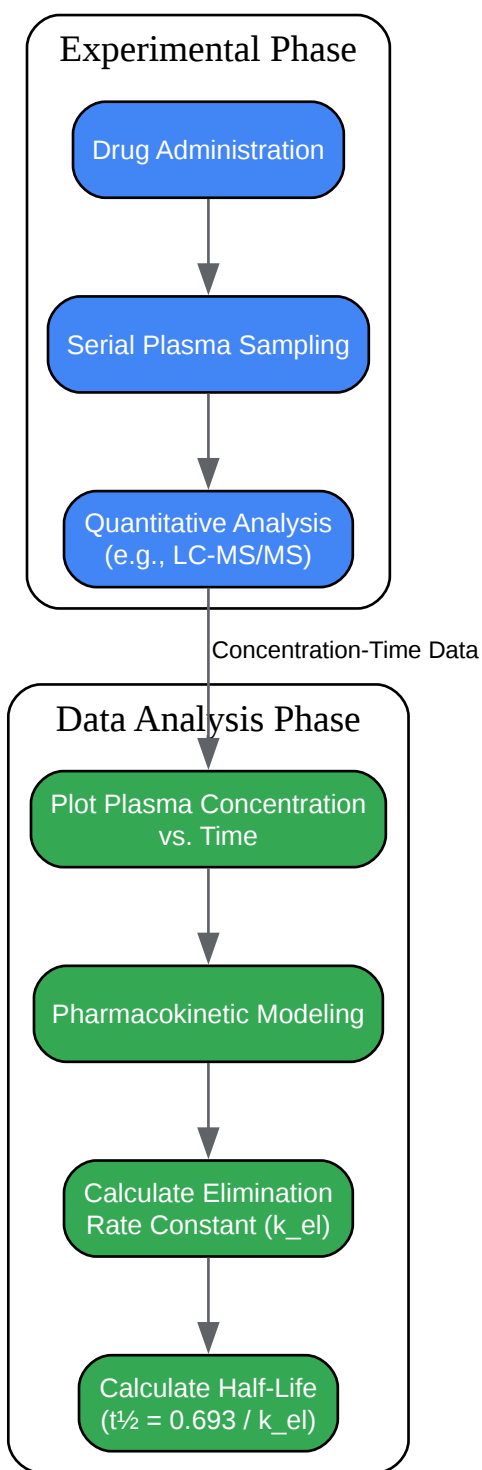 Experimental Phase
Drug Administration
Serial Plasma Sampling
Quantitative Analysis
(e.g., LC-MS/MS)
Concentration-Time Data
Data Analysis Phase
Plot Plasma Concentration
vs. Time
Pharmacokinetic Modeling
Calculate Elimination
Rate Constant (k_el)
Calculate Half-Life
(t½ = 0.693 / k_el)